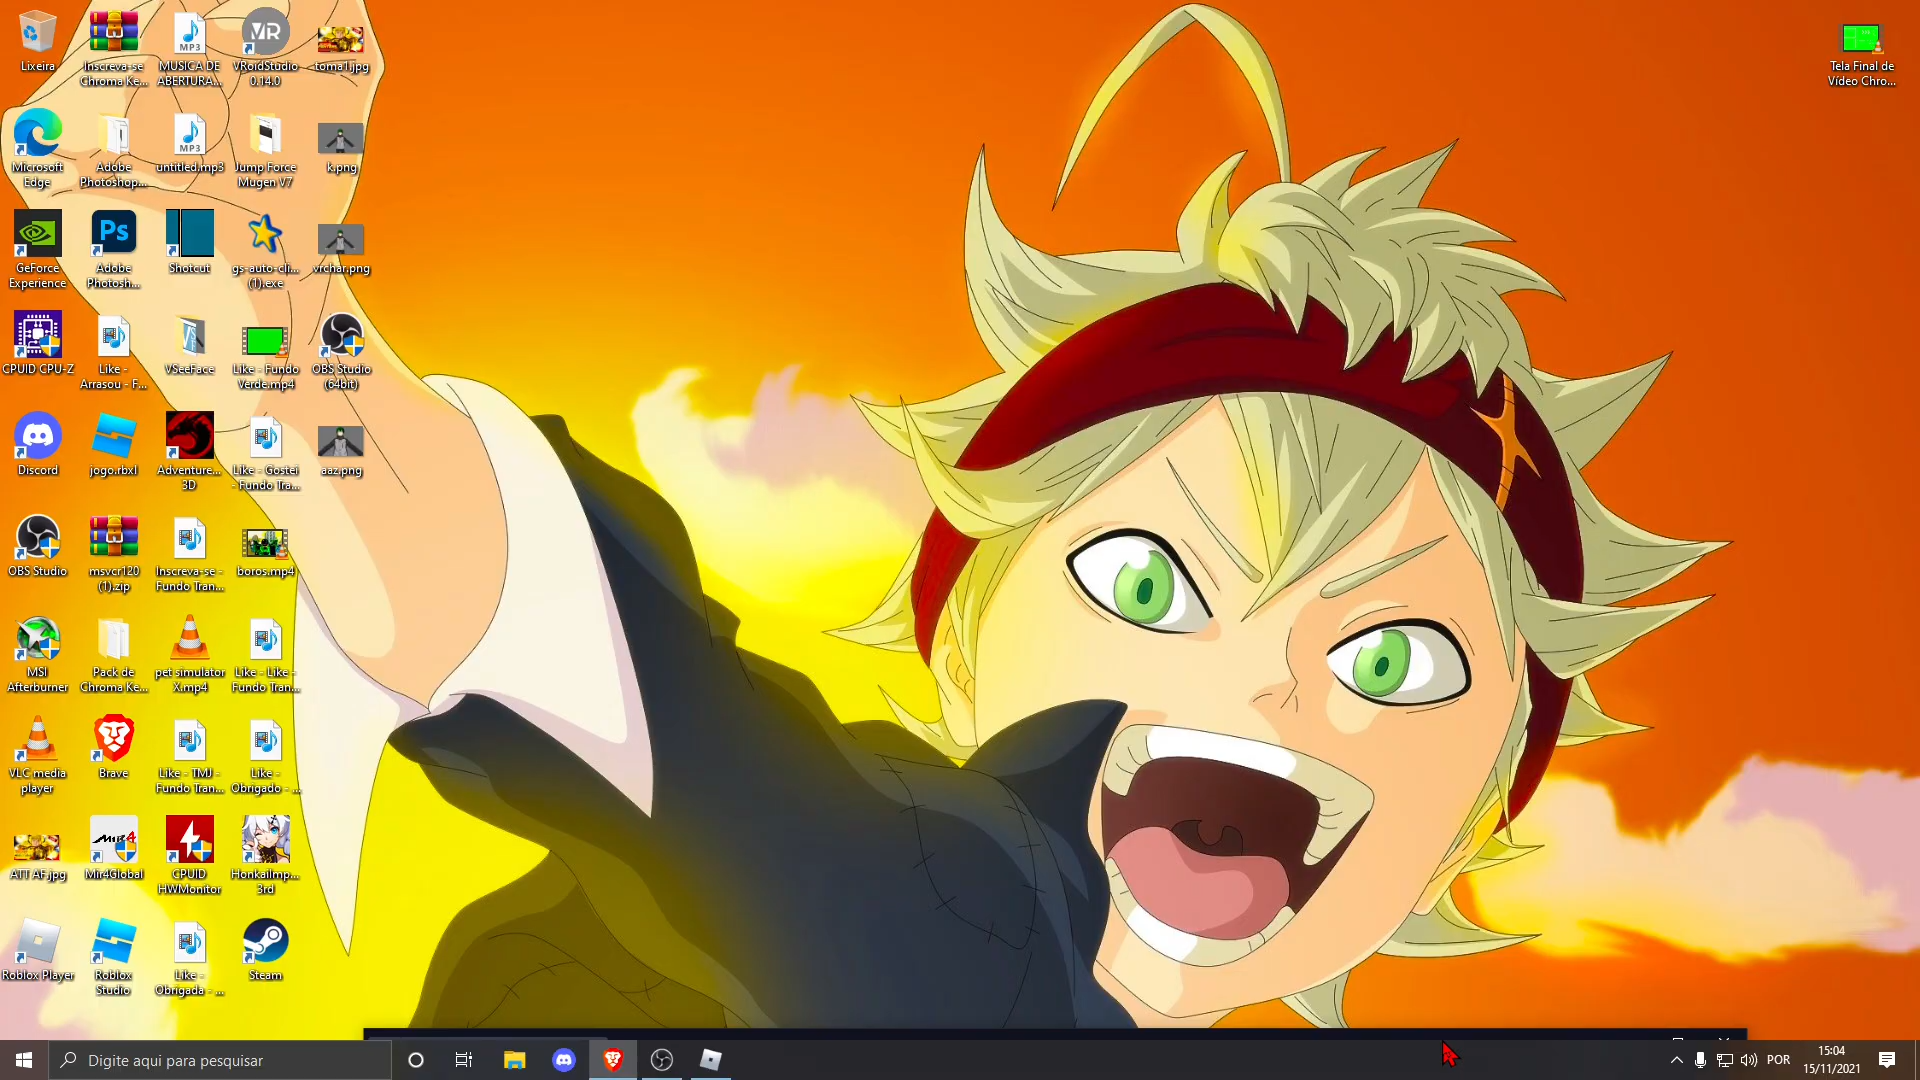 Lixeira
Inscreva-se
Chroma Ke...
MP3
MUSICA DE
ABERTURA...
VR
VRoidStudio
0.14.0
toma1.jpg
Tela Final de
Vídeo Chro...
Microsoft
Edge
Adobe
Photoshop...
MP3
untitled.mp3
Jump Force
Mugen V7
k.png
GeForce
Experience
Ps
Adobe
Photosh...
Shotcut
gs-auto-cli...
(1).exe
vrchar.png
CPUID CPU-Z
Like -
Arrasou - F...
VSeeFace
Like - Fundo
Verde.mp4
OBS Studio
(64bit)
Discord
jogo.rbxl
Adventure...
3D
Like - Gostei
- Fundo Tra...
aaz.png
OBS Studio
msvcr120
(1).zip
Inscreva-se -
Fundo Tran...
boros.mp4
MSI
Afterburner
Pack de
Chroma Ke...
pet simulator
X.mp4
Like - Like -
Fundo Tran...
VLC media
player
Brave
Like - TMJ -
Fundo Tran...
Like -
Obrigado - ...
ATT AF.jpg
MIR4
Mir4Global
CPUID
HWMonitor
HonkaiImp...
3rd
Roblox Player
Roblox
Studio
Like -
Obrigada - ...
Steam
Digite aqui para pesquisar
POR
15:04
15/11/2021